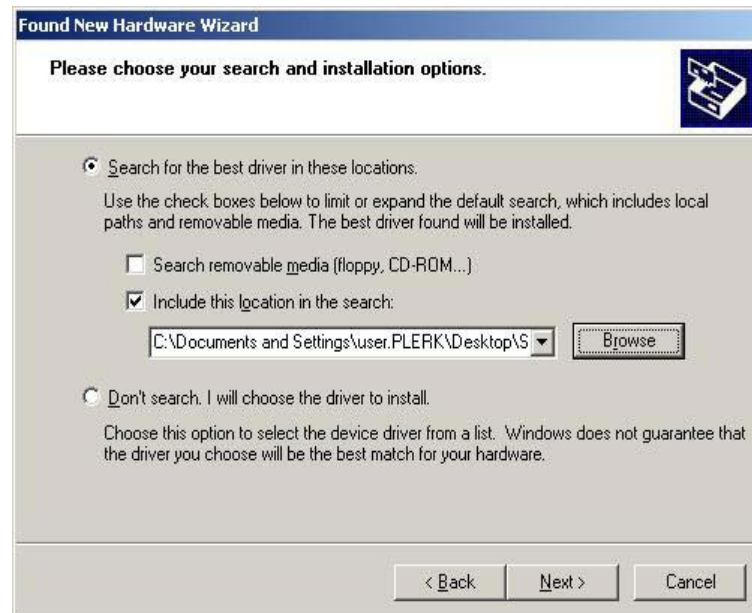 Found New Hardware Wizard
Please choose your search and installation options.
Search for the best driver in these locations.
Use the check boxes below to limit or expand the default search, which includes local
paths and removable media. The best driver found will be installed.
Search removable media (floppy, CD-ROM...)
Include this location in the search:
C:\Documents and Settings\user.PLERK\Desktop\S
Browse
Don't search. I will choose the driver to install.
Choose this option to select the device driver from a list. Windows does not guarantee that
the driver you choose will be the best match for your hardware.
< Back Next > Cancel